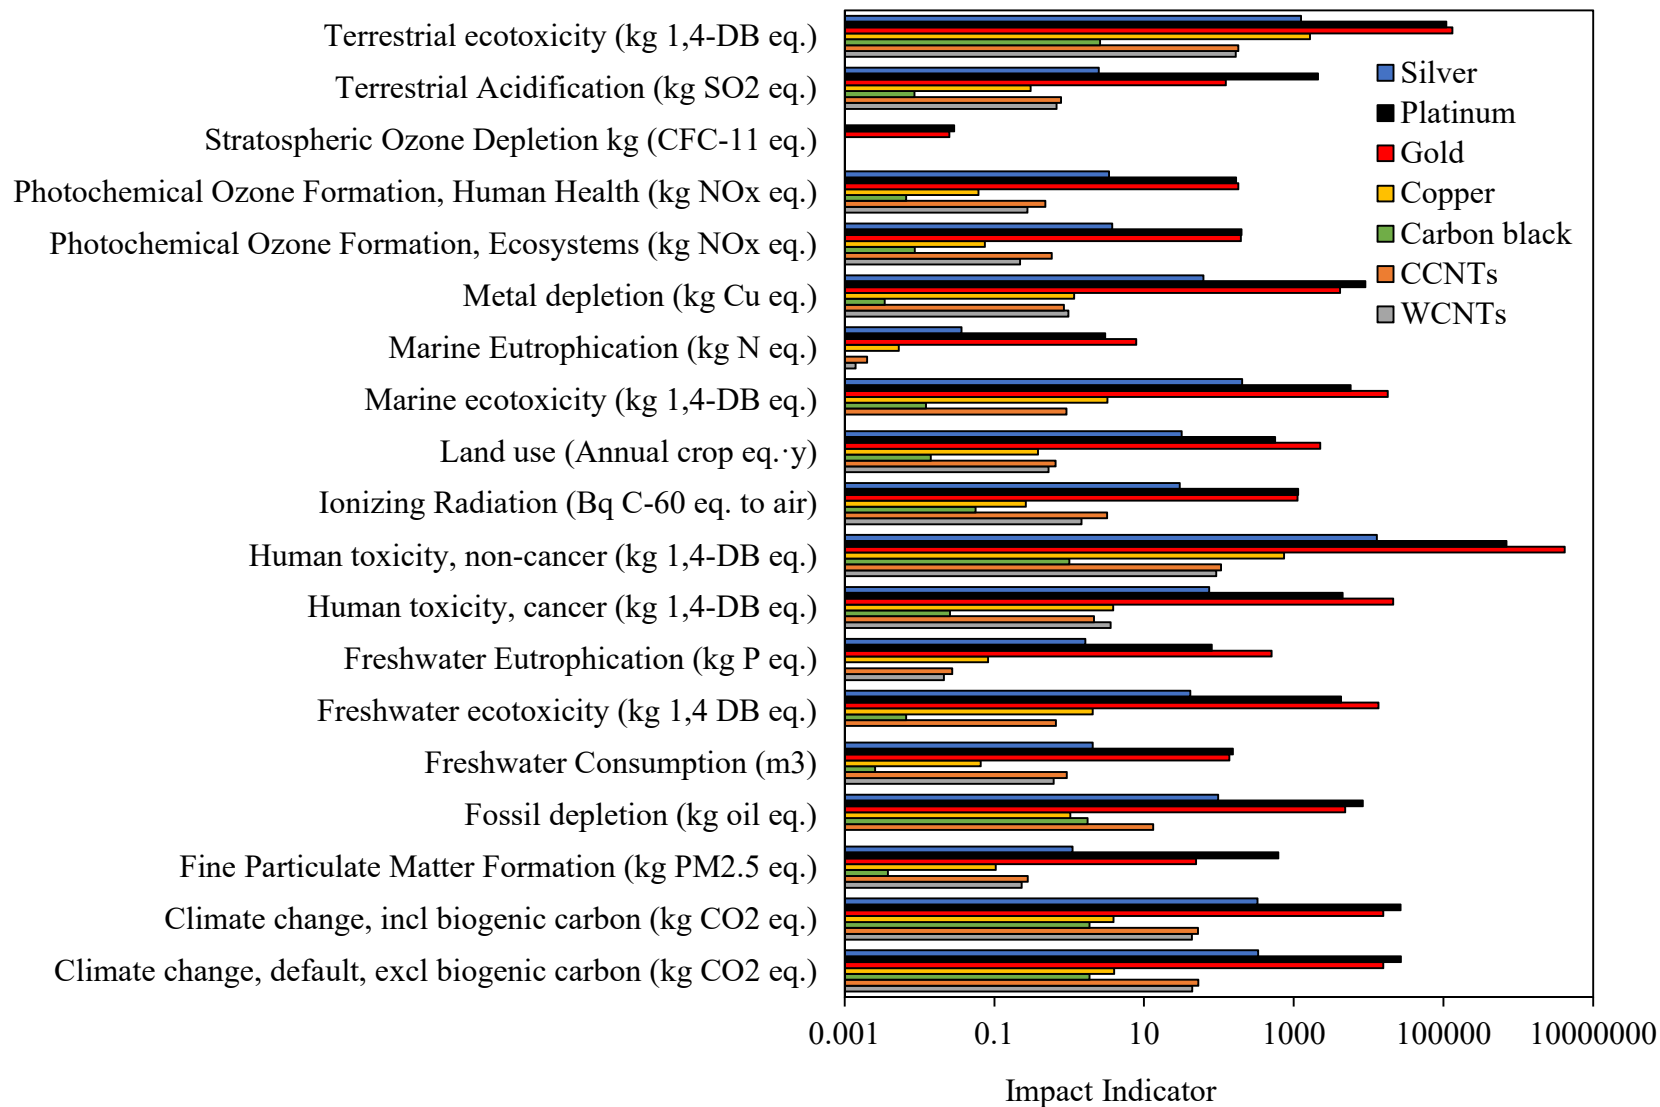 Terrestrial ecotoxicity (kg 1,4-DB eq.)
Terrestrial Acidification (kg SO2 eq.)
Stratospheric Ozone Depletion kg (CFC-11 eq.)
Photochemical Ozone Formation, Human Health (kg NOx eq.)
Photochemical Ozone Formation, Ecosystems (kg NOx eq.)
Metal depletion (kg Cu eq.)
Marine Eutrophication (kg N eq.)
Marine ecotoxicity (kg 1,4-DB eq.)
Land use (Annual crop eq.·y)
Ionizing Radiation (Bq C-60 eq. to air)
Human toxicity, non-cancer (kg 1,4-DB eq.)
Human toxicity, cancer (kg 1,4-DB eq.)
Freshwater Eutrophication (kg P eq.)
Freshwater ecotoxicity (kg 1,4 DB eq.)
Freshwater Consumption (m3)
Fossil depletion (kg oil eq.)
Fine Particulate Matter Formation (kg PM2.5 eq.)
Climate change, incl biogenic carbon (kg CO2 eq.)
Climate change, default, excl biogenic carbon (kg CO2 eq.)
Silver
Platinum
Gold
Copper
Carbon black
CCNTs
WCNTs
0.001 0.1 10 1000 100000 10000000
Impact Indicator